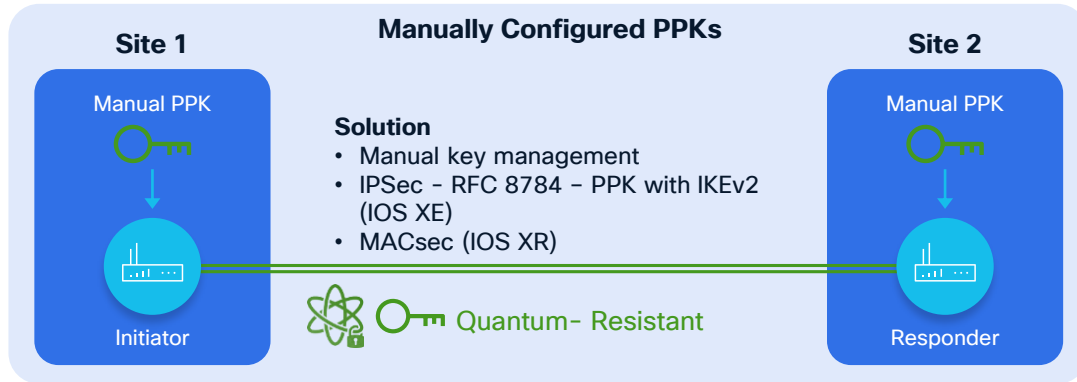 Manually Configured PPKs
Site 1
Manual PPK
Initiator
Solution
• Manual key management
• IPSec - RFC 8784 – PPK with IKEv2
(IOS XE)
• MACsec (IOS XR)
Quantum- Resistant
Site 2
Manual PPK
Responder